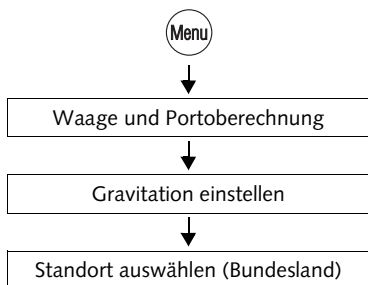 Menu
Waage und Portoberechnung
Gravitation einstellen
Standort auswählen (Bundesland)